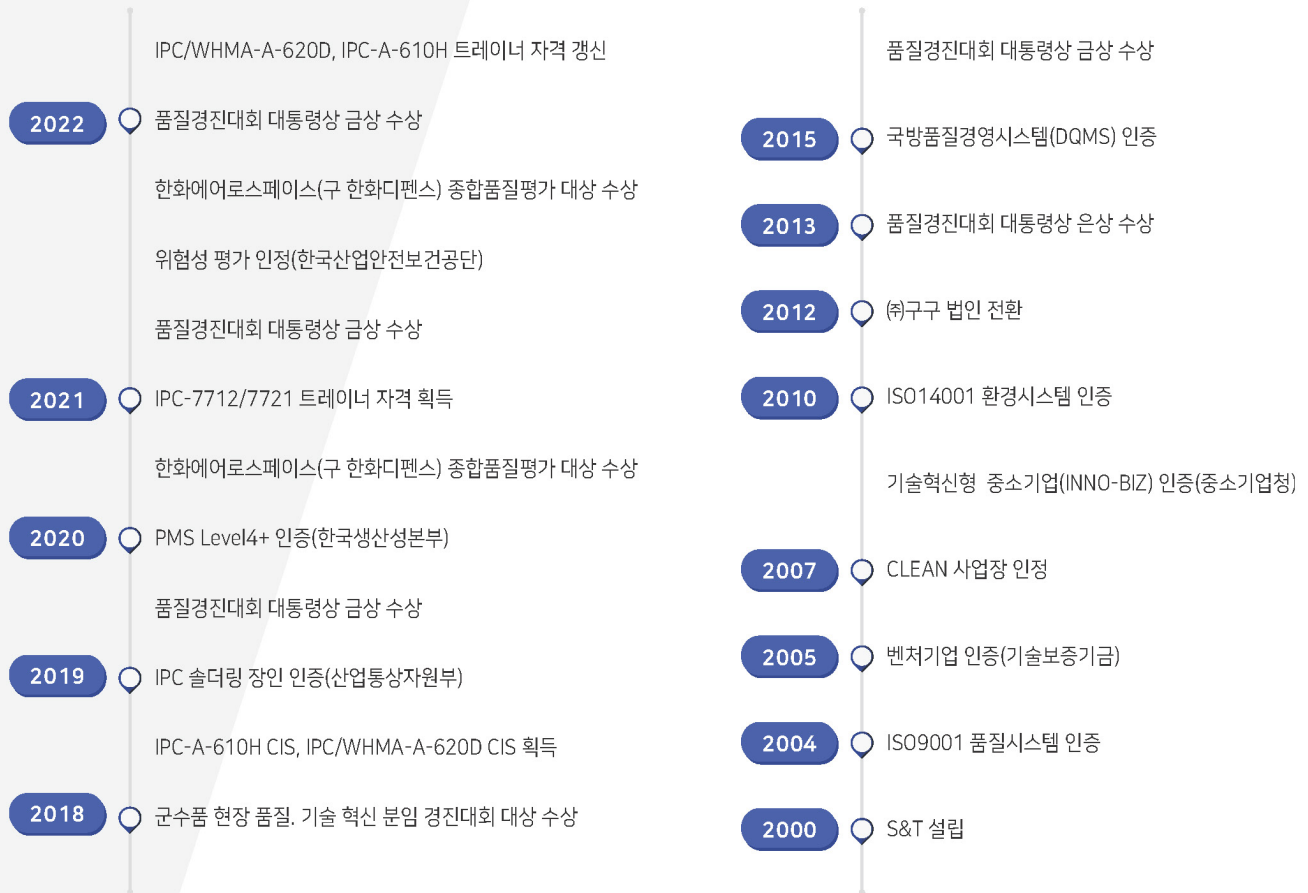 IPC/WHMA-A-620D, IPC-A-610H 트레이너 자격 갱신
2022 품질경진대회 대통령상 금상 수상
한화에어로스페이스(구 한화디펜스) 종합품질평가 대상 수상
위험성 평가 인정(한국산업안전보건공단)
품질경진대회 대통령상 금상 수상
2021 IPC-7712/7721 트레이너 자격 획득
한화에어로스페이스(구 한화디펜스) 종합품질평가 대상 수상
2020 PMS Level4+ 인증(한국생산성본부)
품질경진대회 대통령상 금상 수상
2019 IPC 솔더링 장인 인증(산업통상자원부)
IPC-A-610H CIS, IPC/WHMA-A-620D CIS 획득
2018 군수품 현장 품질. 기술 혁신 분임 경진대회 대상 수상
품질경진대회 대통령상 금상 수상
2015 국방품질경영시스템(DQMS) 인증
2013 품질경진대회 대통령상 은상 수상
2012 ㈜구구 법인 전환
2010 ISO14001 환경시스템 인증
기술혁신형 중소기업(INNO-BIZ) 인증(중소기업청)
2007 CLEAN 사업장 인정
2005 벤처기업 인증(기술보증기금)
2004 ISO9001 품질시스템 인증
2000 S&T 설립